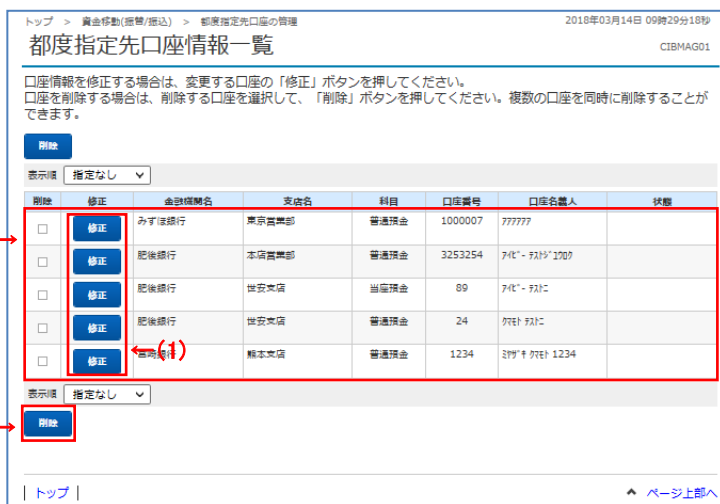 トップ > 資金移動(振替/振込) > 都度指定先口座の管理 2018年03月14日 09時29分18秒
都度指定先口座情報一覧 CIBMAG01
口座情報を修正する場合は、変更する口座の「修正」ボタンを押してください。
口座を削除する場合は、削除する口座を選択して、「削除」ボタンを押してください。複数の口座を同時に削除することが
できます。
削除
表示順 指定なし
削除 修正 金融機関名 支店名 科目 口座番号 口座名義人 状態
修正 みずほ銀行 東京営業部 普通預金 1000007 ｱｱｱｱｱｱ
修正 肥後銀行 本店営業部 普通預金 3253254 ｱｲﾋﾞｰ ﾃｽﾄｼﾞｭｳﾛｸ
修正 肥後銀行 世安支店 当座預金 89 ｱｲﾋﾞｰ ﾃｽﾄﾆ
修正 肥後銀行 世安支店 普通預金 24 ｸﾏﾓﾄ ﾃｽﾄﾆ
修正 宮崎銀行 熊本支店 普通預金 1234 ﾐﾔｻﾞｷ ｸﾏﾓﾄ 1234
(1)
表示順 指定なし
削除
| トップ | ページ上部へ